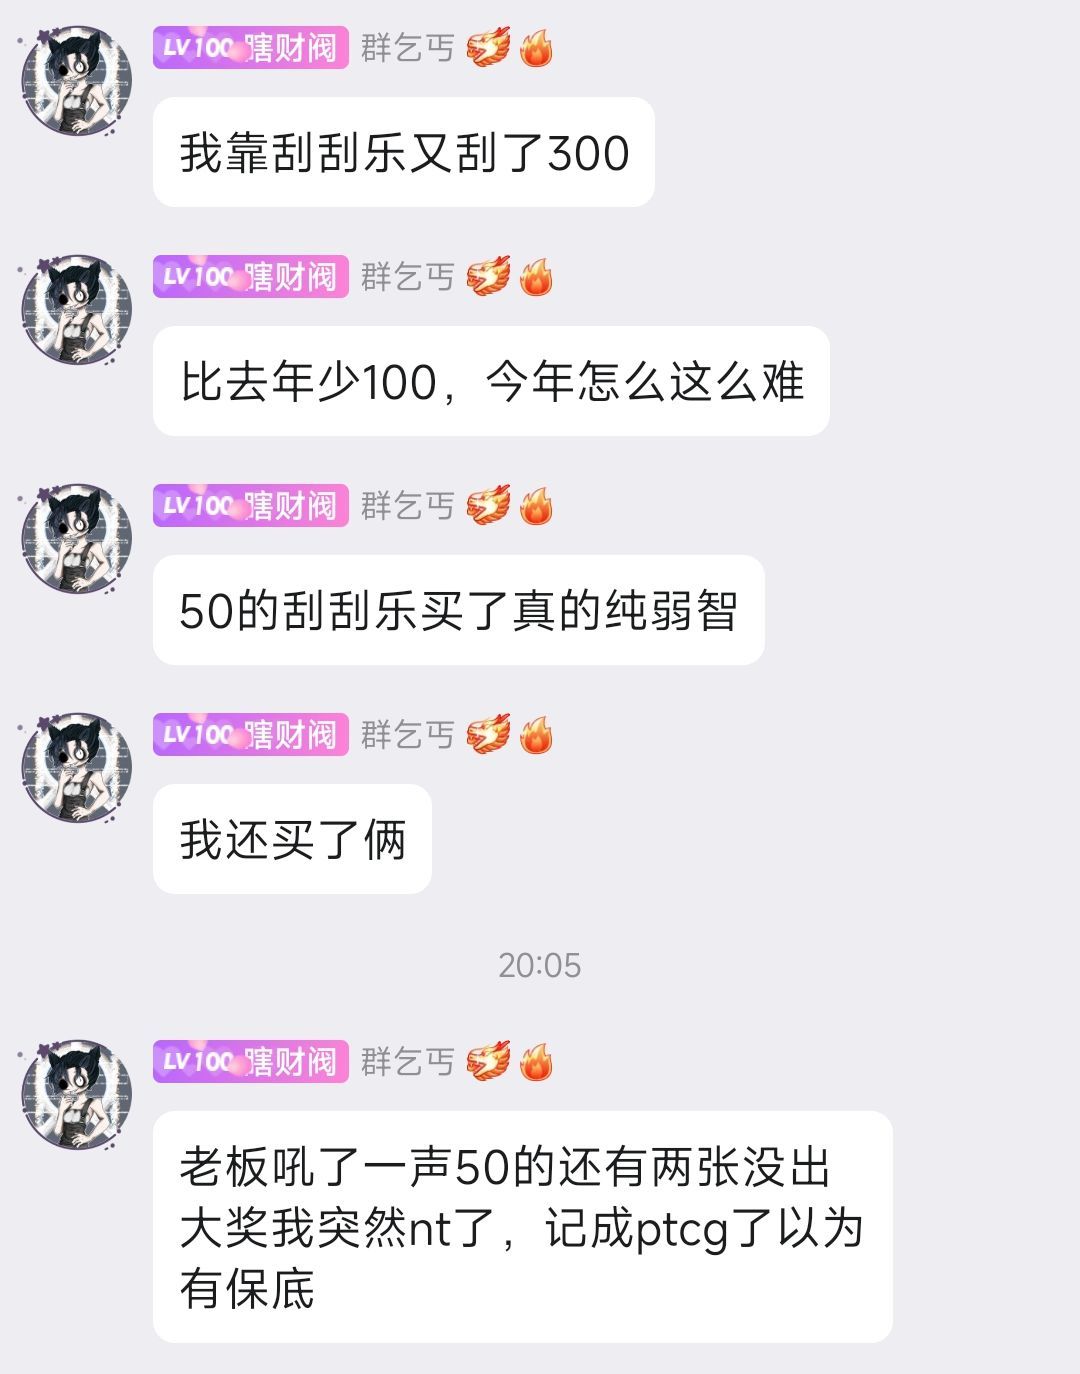 LV100 瞎财阀 群乞丐
我靠刮刮乐又刮了300
LV100 瞎财阀 群乞丐
比去年少100，今年怎么这么难
LV100 瞎财阀 群乞丐
50的刮刮乐买了真的纯弱智
LV100 瞎财阀 群乞丐
我还买了俩
20:05
LV100 瞎财阀 群乞丐
老板吼了一声50的还有两张没出
大奖我突然nt了，记成ptcg了以为
有保底